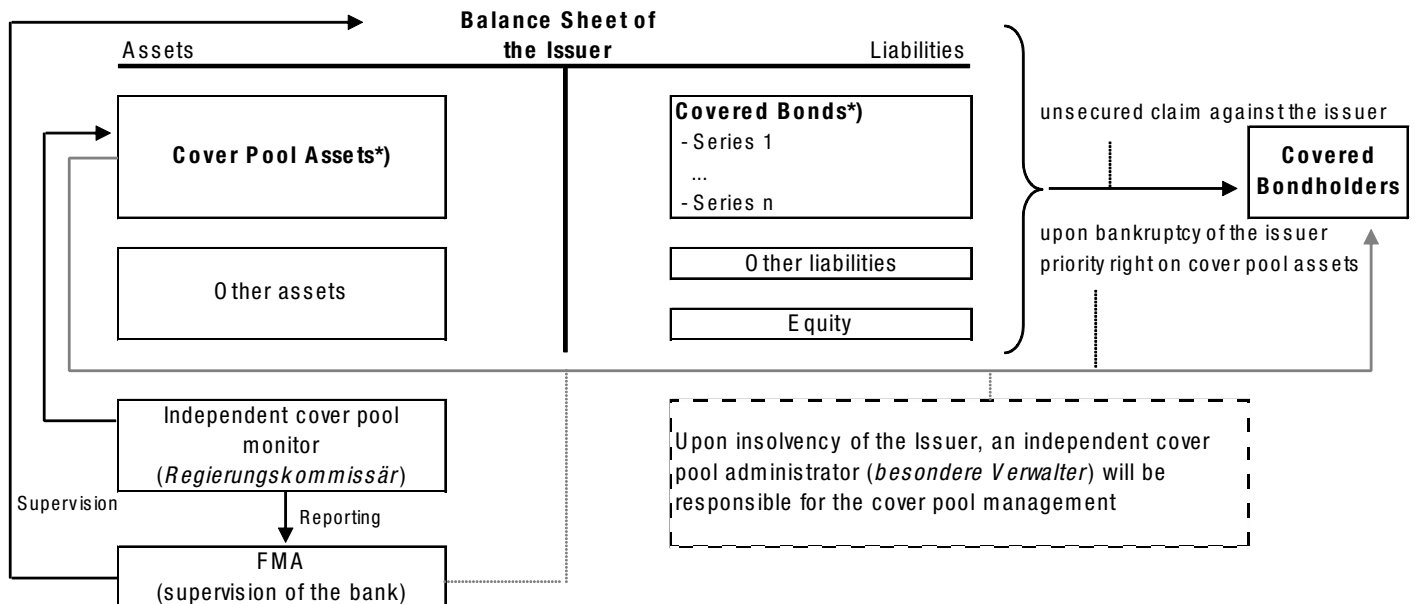 Balance Sheet of
the Issuer
Assets
Liabilities
Cover Pool Assets*)
Other assets
Covered Bonds*)
- Series 1
...
- Series n
Other liabilities
Equity
unsecured claim against the issuer
Covered
Bondholders
upon bankruptcy of the issuer
priority right on cover pool assets
Independent cover pool
monitor
(Regierungskommissär)
Supervision
Reporting
FMA
(supervision of the bank)
Upon insolvency of the Issuer, an independent cover
pool administrator (besondere Verwalter) will be
responsible for the cover pool management